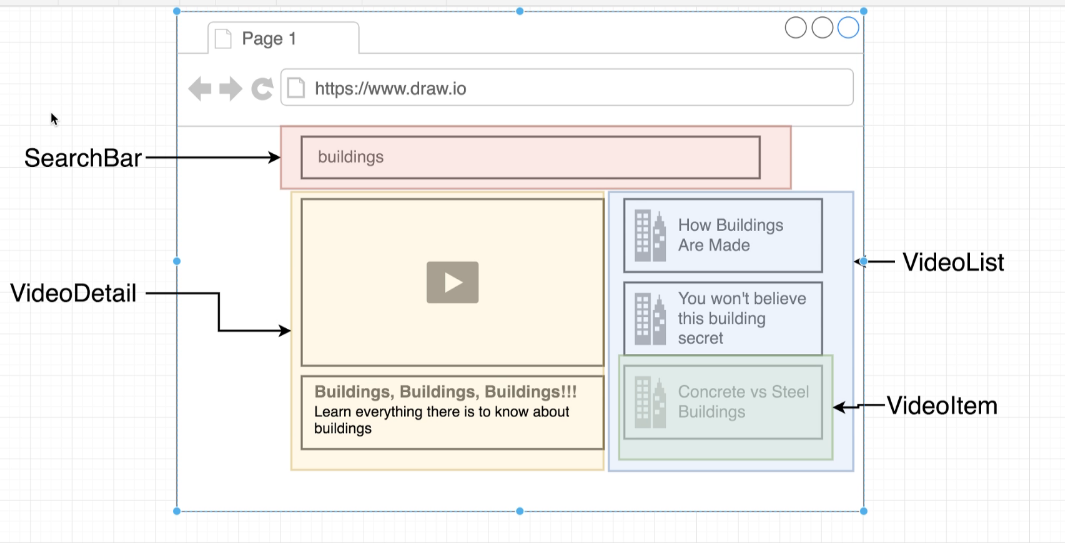 Page 1
https://www.draw.io
SearchBar
buildings
How Buildings
Are Made
VideoList
VideoDetail
You won't believe
this building
secret
Buildings, Buildings, Buildings!!!
Learn everything there is to know about
buildings
Concrete vs Steel
Buildings
VideoItem